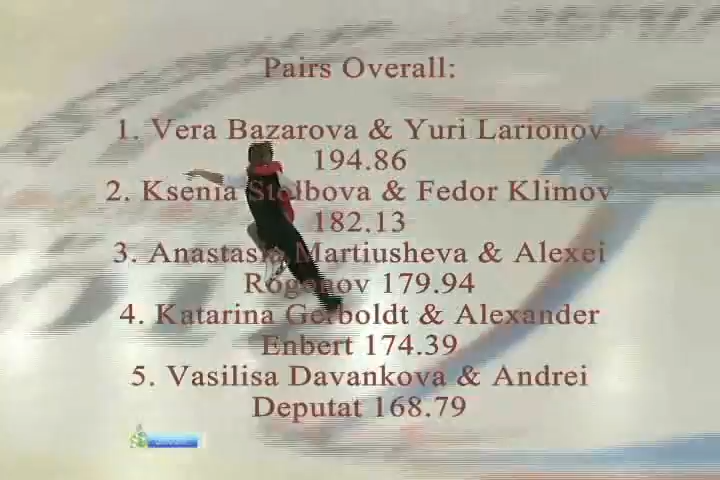 Pairs Overall:
1. Vera Bazarova & Yuri Larionov
194.86
2. Ksenia Stolbova & Fedor Klimov
182.13
3. Anastasia Martiusheva & Alexei
Rogonov 179.94
4. Katarina Gerboldt & Alexander
Enbert 174.39
5. Vasilisa Davankova & Andrei
Deputat 168.79